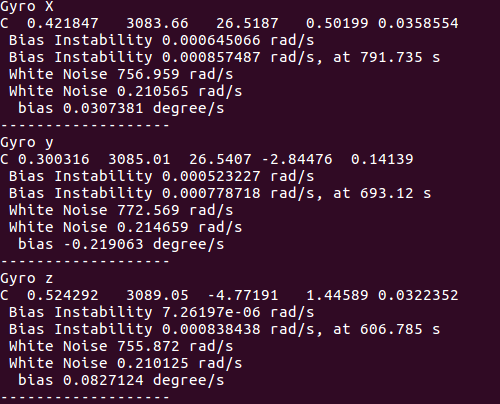 Gyro X
C  0.421847   3083.66   26.5187   0.50199 0.0358554
 Bias Instability 0.000645066 rad/s
 Bias Instability 0.000857487 rad/s, at 791.735 s
 White Noise 756.959 rad/s
 White Noise 0.210565 rad/s
  bias 0.0307381 degree/s
-------------------
Gyro y
C 0.300316  3085.01  26.5407 -2.84476  0.14139
 Bias Instability 0.000523227 rad/s
 Bias Instability 0.000778718 rad/s, at 693.12 s
 White Noise 772.569 rad/s
 White Noise 0.214659 rad/s
  bias -0.219063 degree/s
-------------------
Gyro z
C  0.524292   3089.05  -4.77191   1.44589 0.0322352
 Bias Instability 7.26197e-06 rad/s
 Bias Instability 0.000838438 rad/s, at 606.785 s
 White Noise 755.872 rad/s
 White Noise 0.210125 rad/s
  bias 0.0827124 degree/s
-------------------